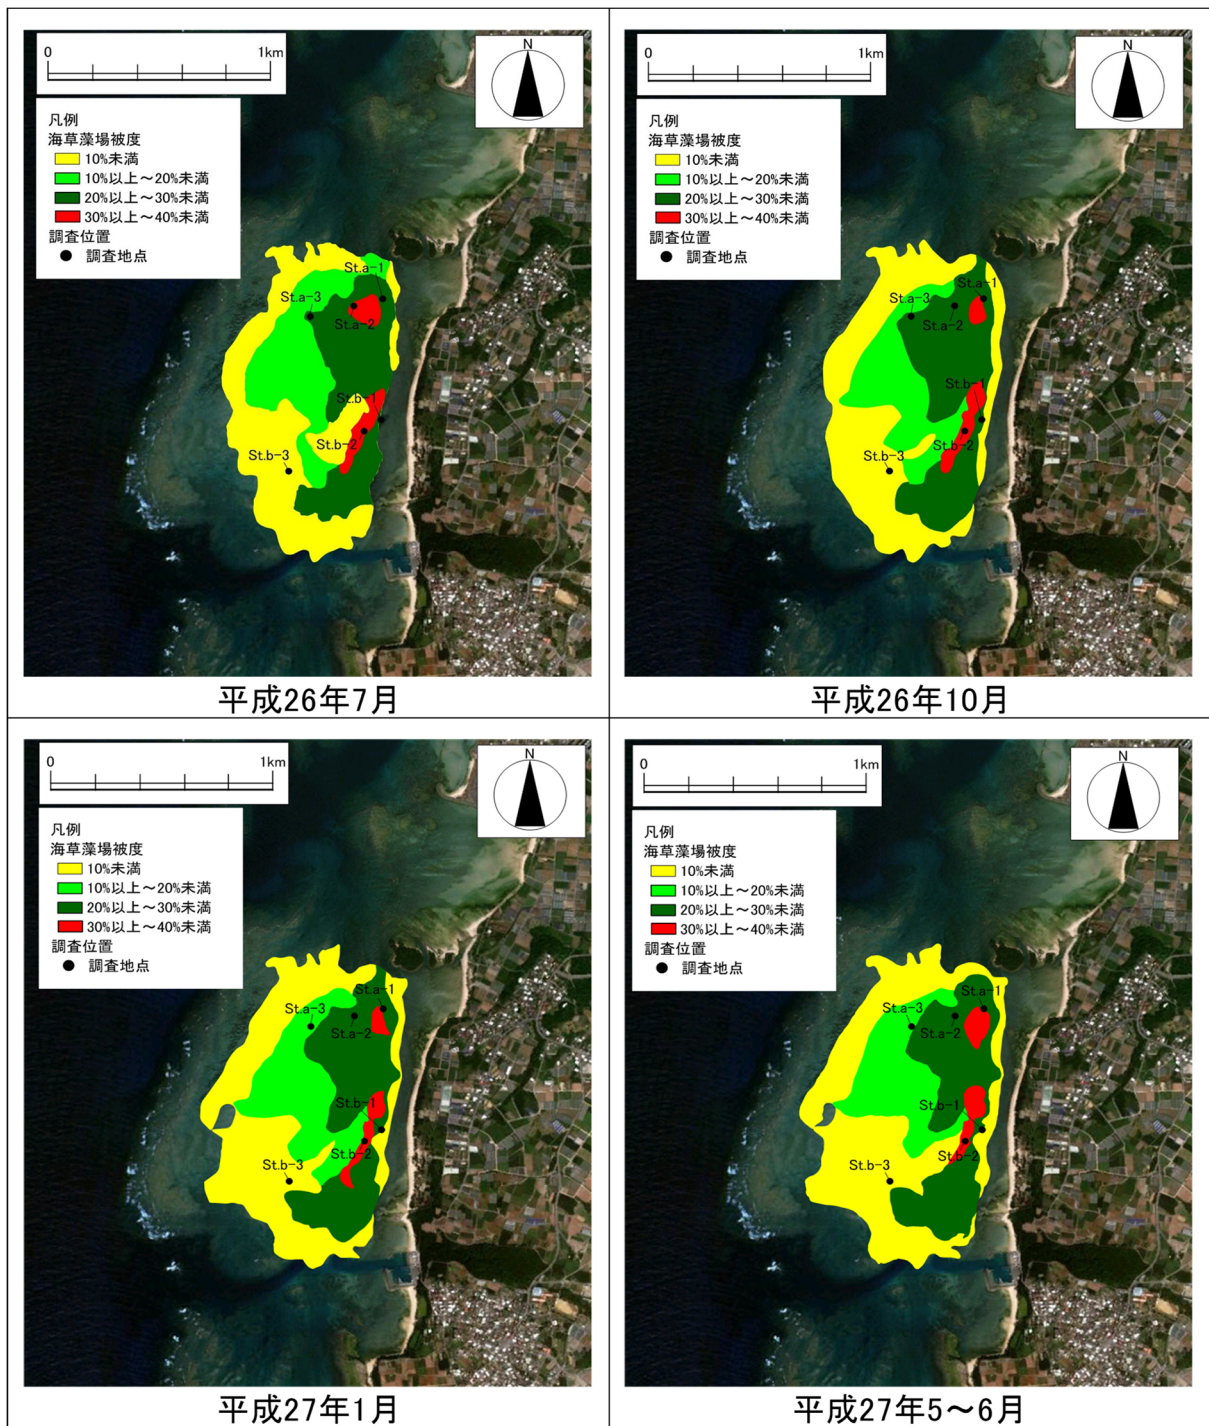 0 1km
N
凡例
海草藻場被度
10%未満
10%以上～20%未満
20%以上～30%未満
30%以上～40%未満
調査位置
調査地点
St.a-1
St.a-3
St.a-2
St.b-1
St.b-2
St.b-3
平成26年7月
0 1km
N
凡例
海草藻場被度
10%未満
10%以上～20%未満
20%以上～30%未満
30%以上～40%未満
調査位置
調査地点
St.a-1
St.a-3
St.a-2
St.b-1
St.b-2
St.b-3
平成26年10月
0 1km
N
凡例
海草藻場被度
10%未満
10%以上～20%未満
20%以上～30%未満
30%以上～40%未満
調査位置
調査地点
St.a-1
St.a-3
St.a-2
St.b-1
St.b-2
St.b-3
平成27年1月
0 1km
N
凡例
海草藻場被度
10%未満
10%以上～20%未満
20%以上～30%未満
30%以上～40%未満
調査位置
調査地点
St.a-1
St.a-3
St.a-2
St.b-1
St.b-2
St.b-3
平成27年5～6月